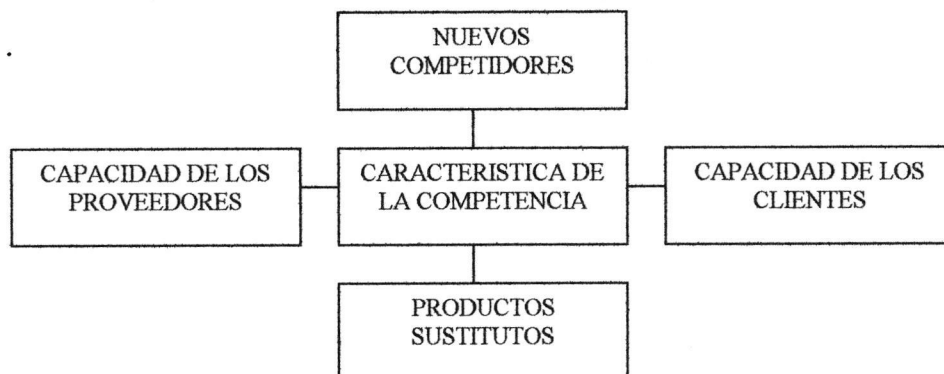 NUEVOS
COMPETIDORES
CAPACIDAD DE LOS
PROVEEDORES
CARACTERISTICA DE
LA COMPETENCIA
CAPACIDAD DE LOS
CLIENTES
PRODUCTOS
SUSTITUTOS